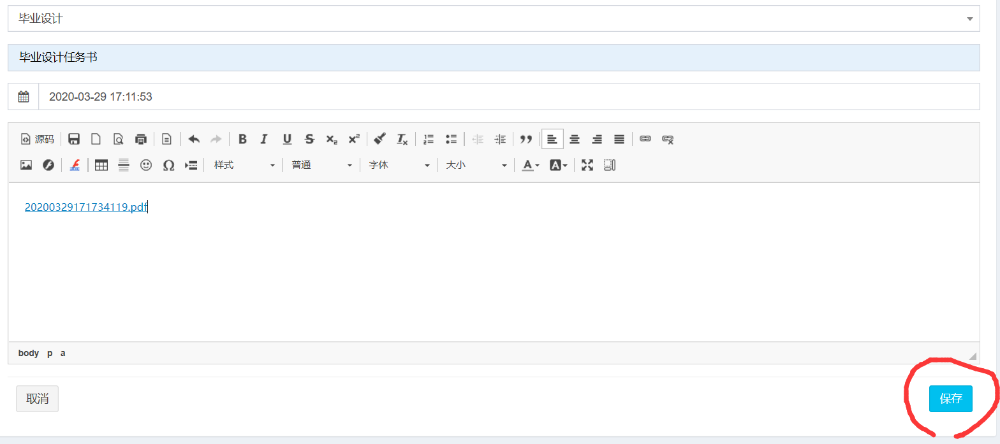 毕业设计
毕业设计任务书
2020-03-29 17:11:53
源码
样式 普通 字体 大小
20200329171734119.pdf
body p a
取消 保存